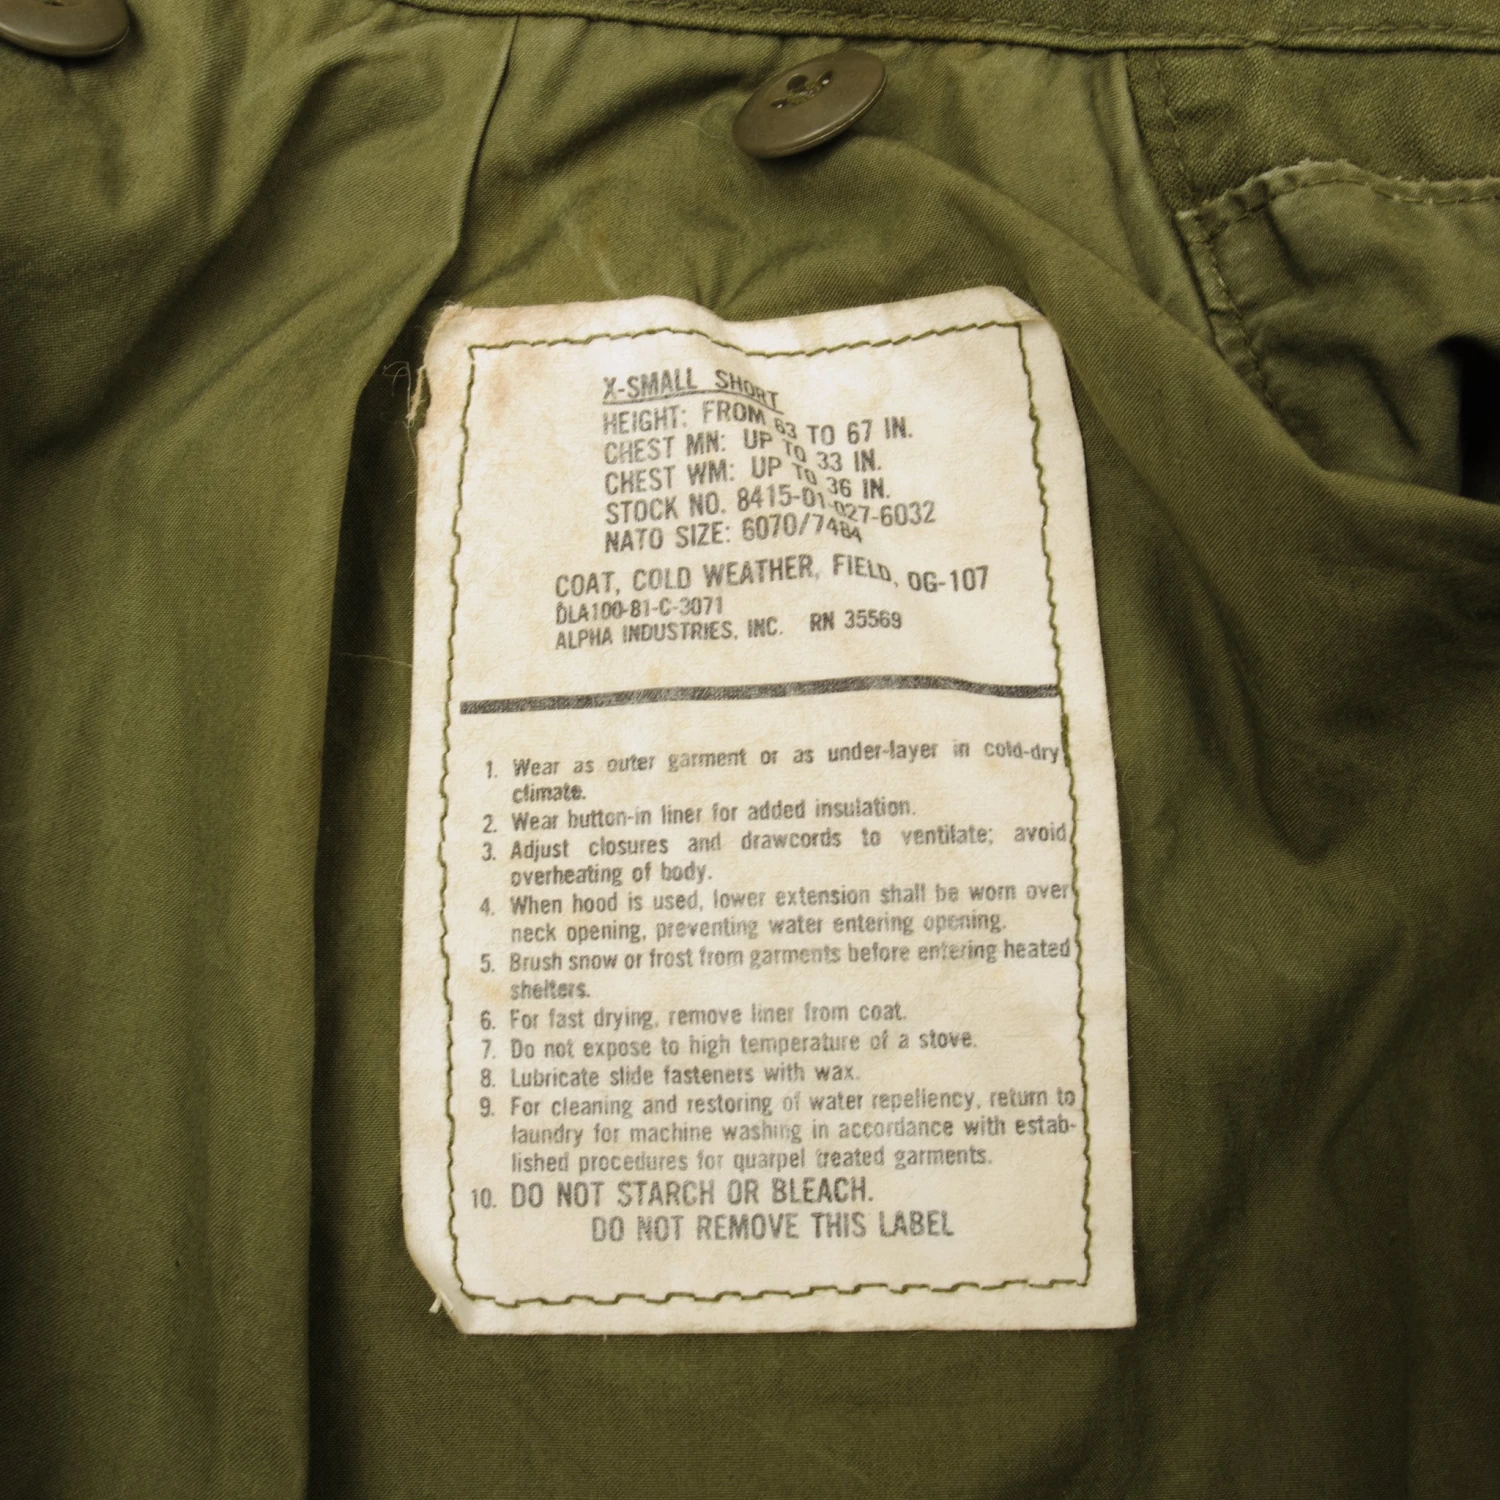 X-SMALL SHORT
HEIGHT: FROM 63 TO 67 IN.
CHEST MN: UP TO 33 IN.
CHEST WM: UP TO 36 IN.
STOCK NO. 8415-01-027-6032
NATO SIZE: 6070/7484
COAT, COLD WEATHER, FIELD, OG-107
DLA100-81-C-3071
ALPHA INDUSTRIES, INC. RN 35569
1. Wear as outer garment or as under-layer in cold-dry
climate.
2. Wear button-in liner for added insulation.
3. Adjust closures and drawcords to ventilate; avoid
overheating of body.
4. When hood is used, lower extension shall be worn over
neck opening, preventing water entering opening.
5. Brush snow or frost from garments before entering heated
shelters.
6. For fast drying, remove liner from coat.
7. Do not expose to high temperature of a stove.
8. Lubricate slide fasteners with wax.
9. For cleaning and restoring of water repellency, return to
laundry for machine washing in accordance with estab-
lished procedures for quarpel treated garments.
10. DO NOT STARCH OR BLEACH.
DO NOT REMOVE THIS LABEL